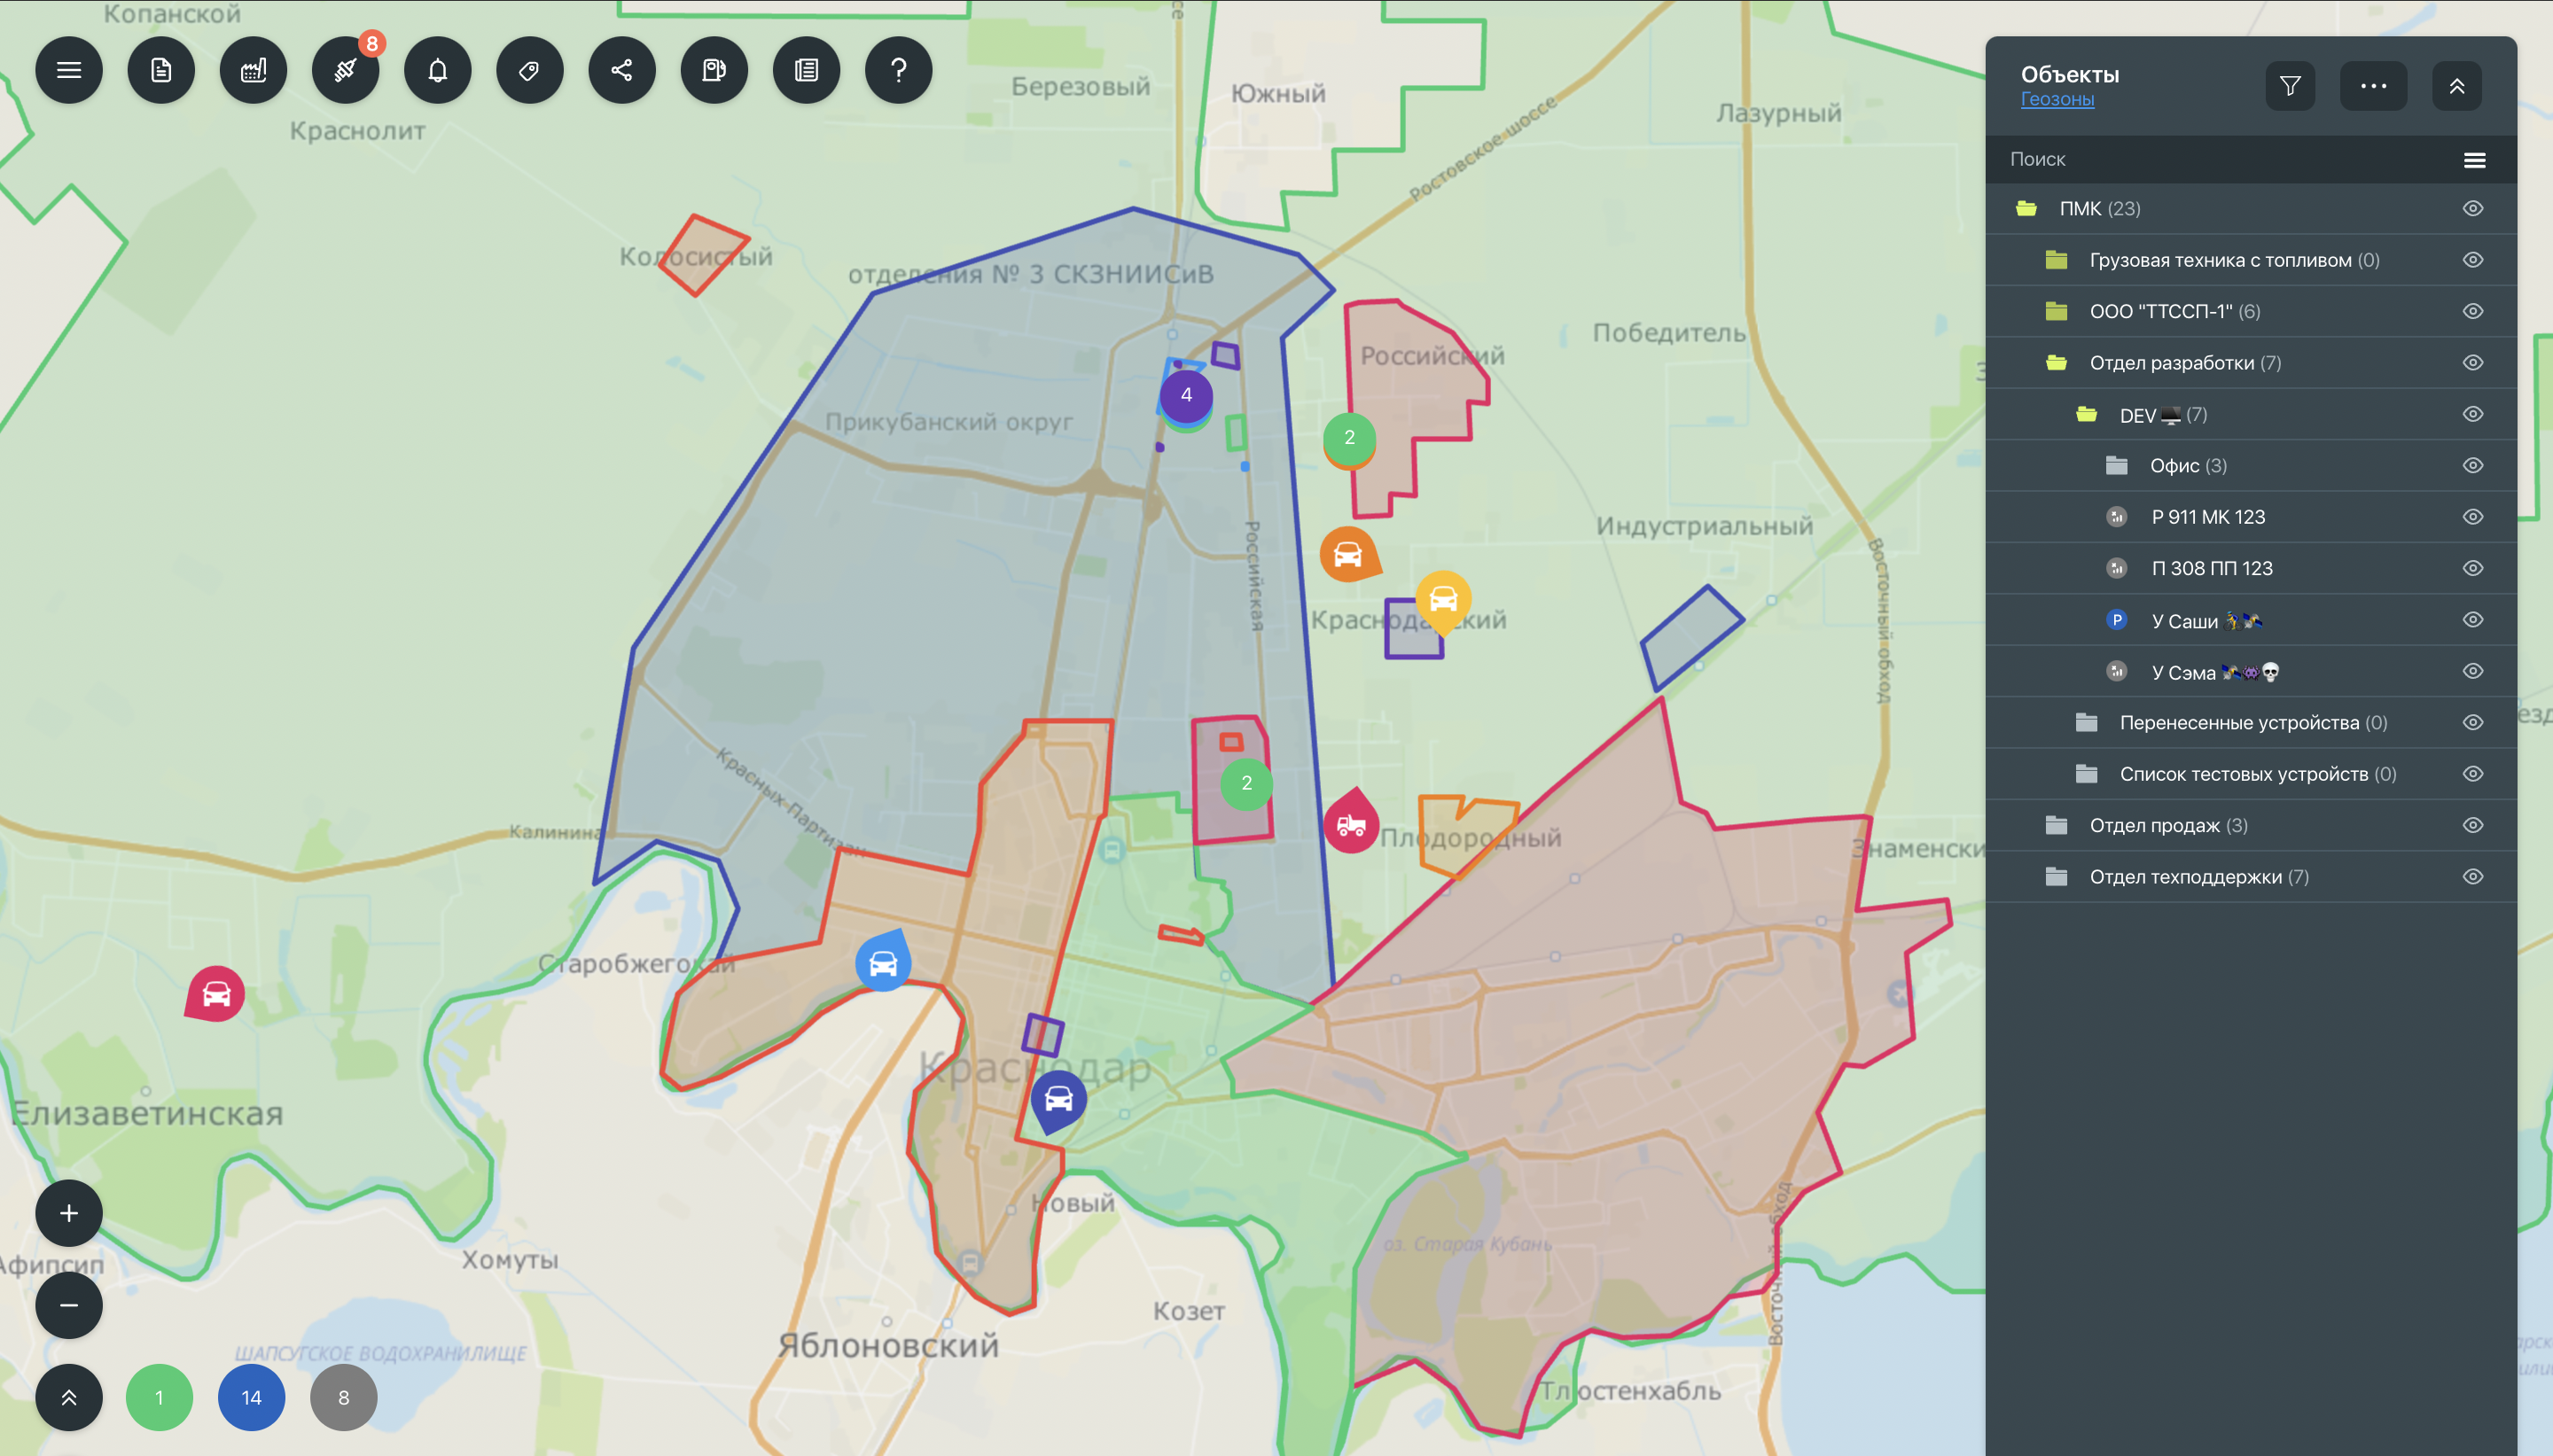 Копанской
8
Краснолит
Березовый
Южный
Ростовское шоссе
Лазурный
Колосистый
отделения № 3 СКЗНИИСиВ
Российский
Победитель
Прикубанский округ
4
2
Индустриальный
Российская
Восточный обход
Краснодарский
Красных Партизан
Калинина
2
Плодородный
Знаменски
Старобжегокай
Краснодар
Елизаветинская
Новый
оз. Старая Кубань
Хомуты
Афипсип
Козет
Восточный обход
Яблоновский
ШАПСУГСКОЕ ВОДОХРАНИЛИЩЕ
Тлюстенхабль
1
14
8
Объекты
Геозоны
Поиск
ПМК (23)
Грузовая техника с топливом (0)
ООО "ТТССП-1" (6)
Отдел разработки (7)
DEV 🖥️ (7)
Офис (3)
Р 911 МК 123
П 308 ПП 123
P У Саши
У Сэма 🛰️👾💀
Перенесенные устройства (0)
Список тестовых устройств (0)
Отдел продаж (3)
Отдел техподдержки (7)